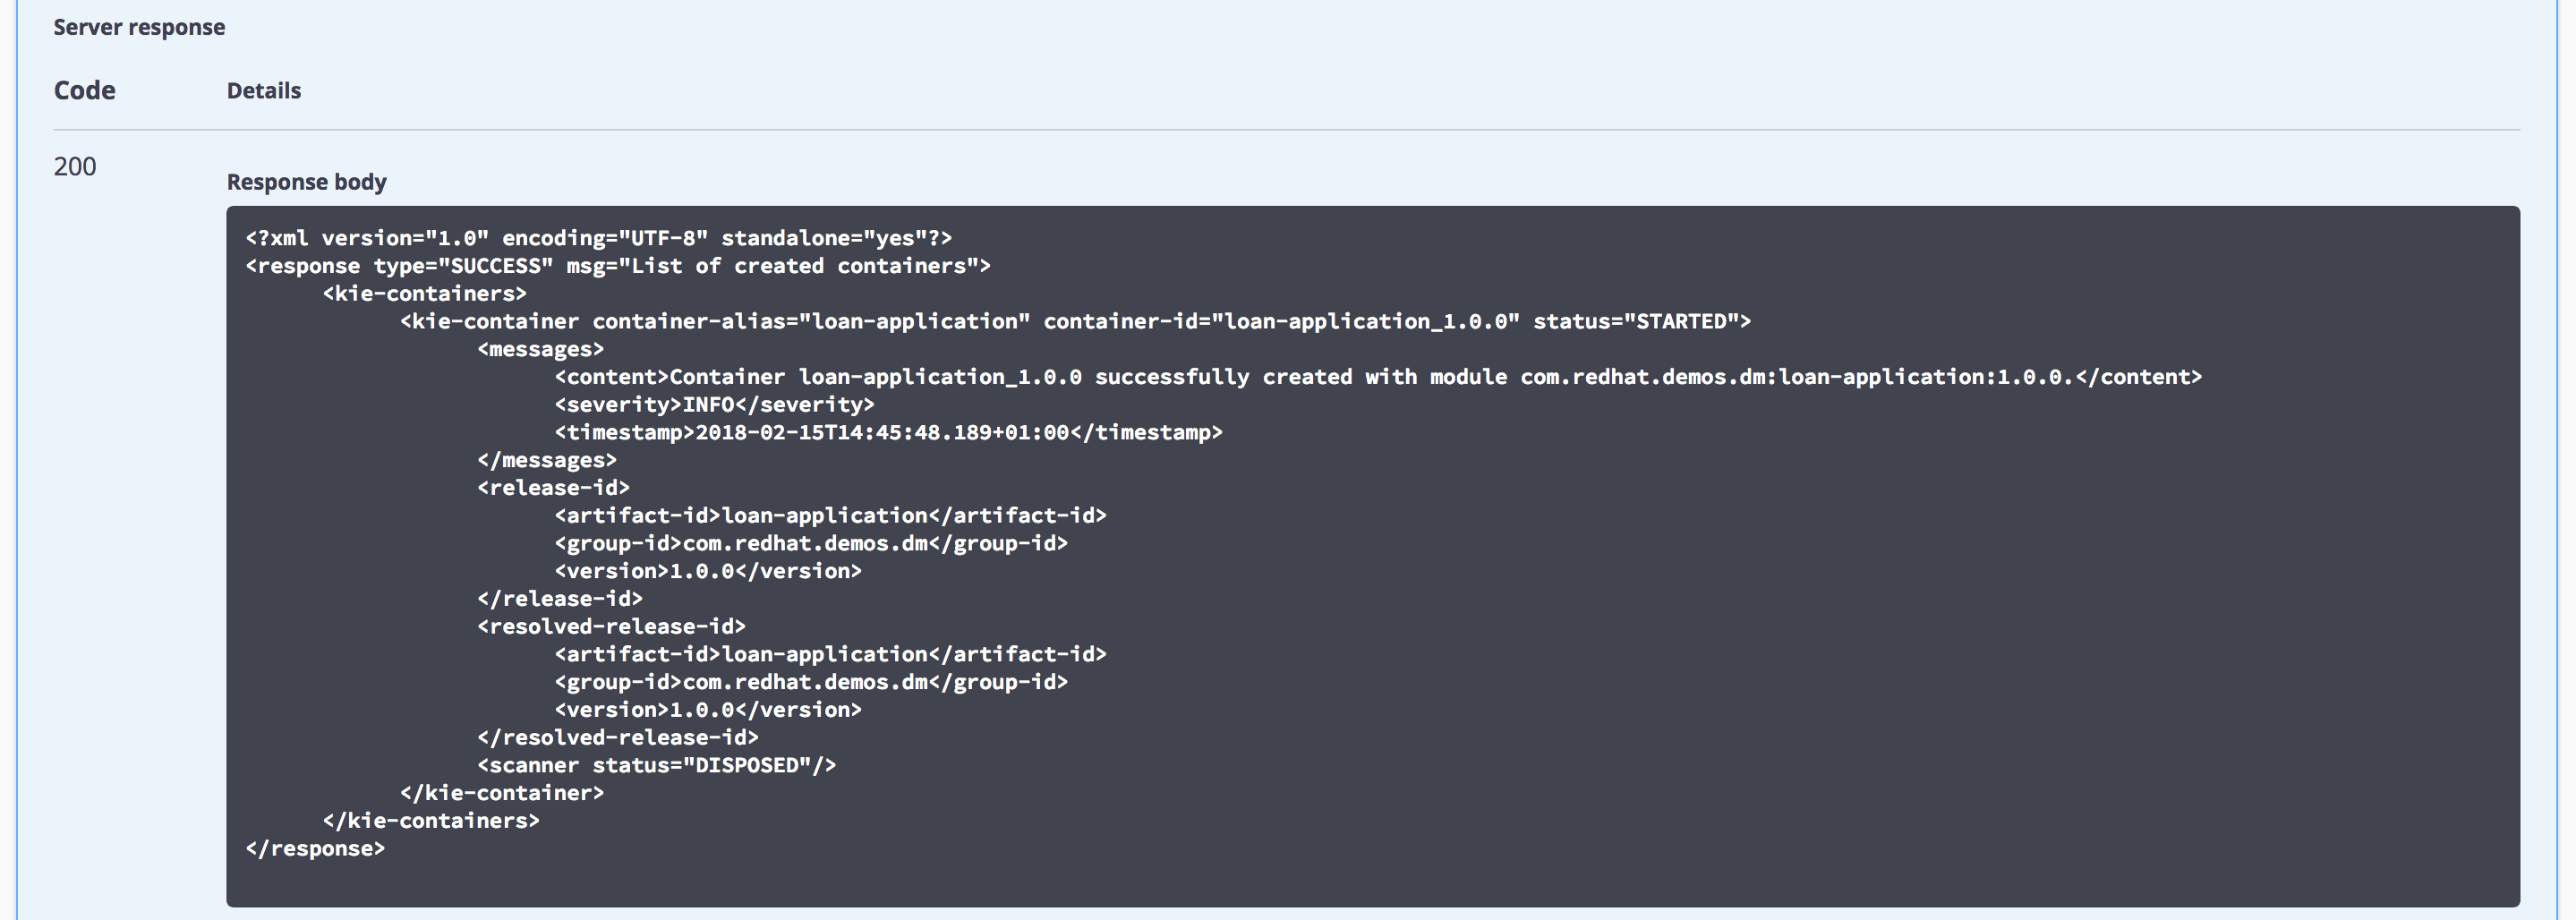 Server response
Code Details
200
Response body
<?xml version="1.0" encoding="UTF-8" standalone="yes"?>
<response type="SUCCESS" msg="List of created containers">
<kie-containers>
<kie-container container-alias="loan-application" container-id="loan-application_1.0.0" status="STARTED">
<messages>
<content>Container loan-application_1.0.0 successfully created with module com.redhat.demos.dm:loan-application:1.0.0.</content>
<severity>INFO</severity>
<timestamp>2018-02-15T14:45:48.189+01:00</timestamp>
</messages>
<release-id>
<artifact-id>loan-application</artifact-id>
<group-id>com.redhat.demos.dm</group-id>
<version>1.0.0</version>
</release-id>
<resolved-release-id>
<artifact-id>loan-application</artifact-id>
<group-id>com.redhat.demos.dm</group-id>
<version>1.0.0</version>
</resolved-release-id>
<scanner status="DISPOSED"/>
</kie-container>
</kie-containers>
</response>